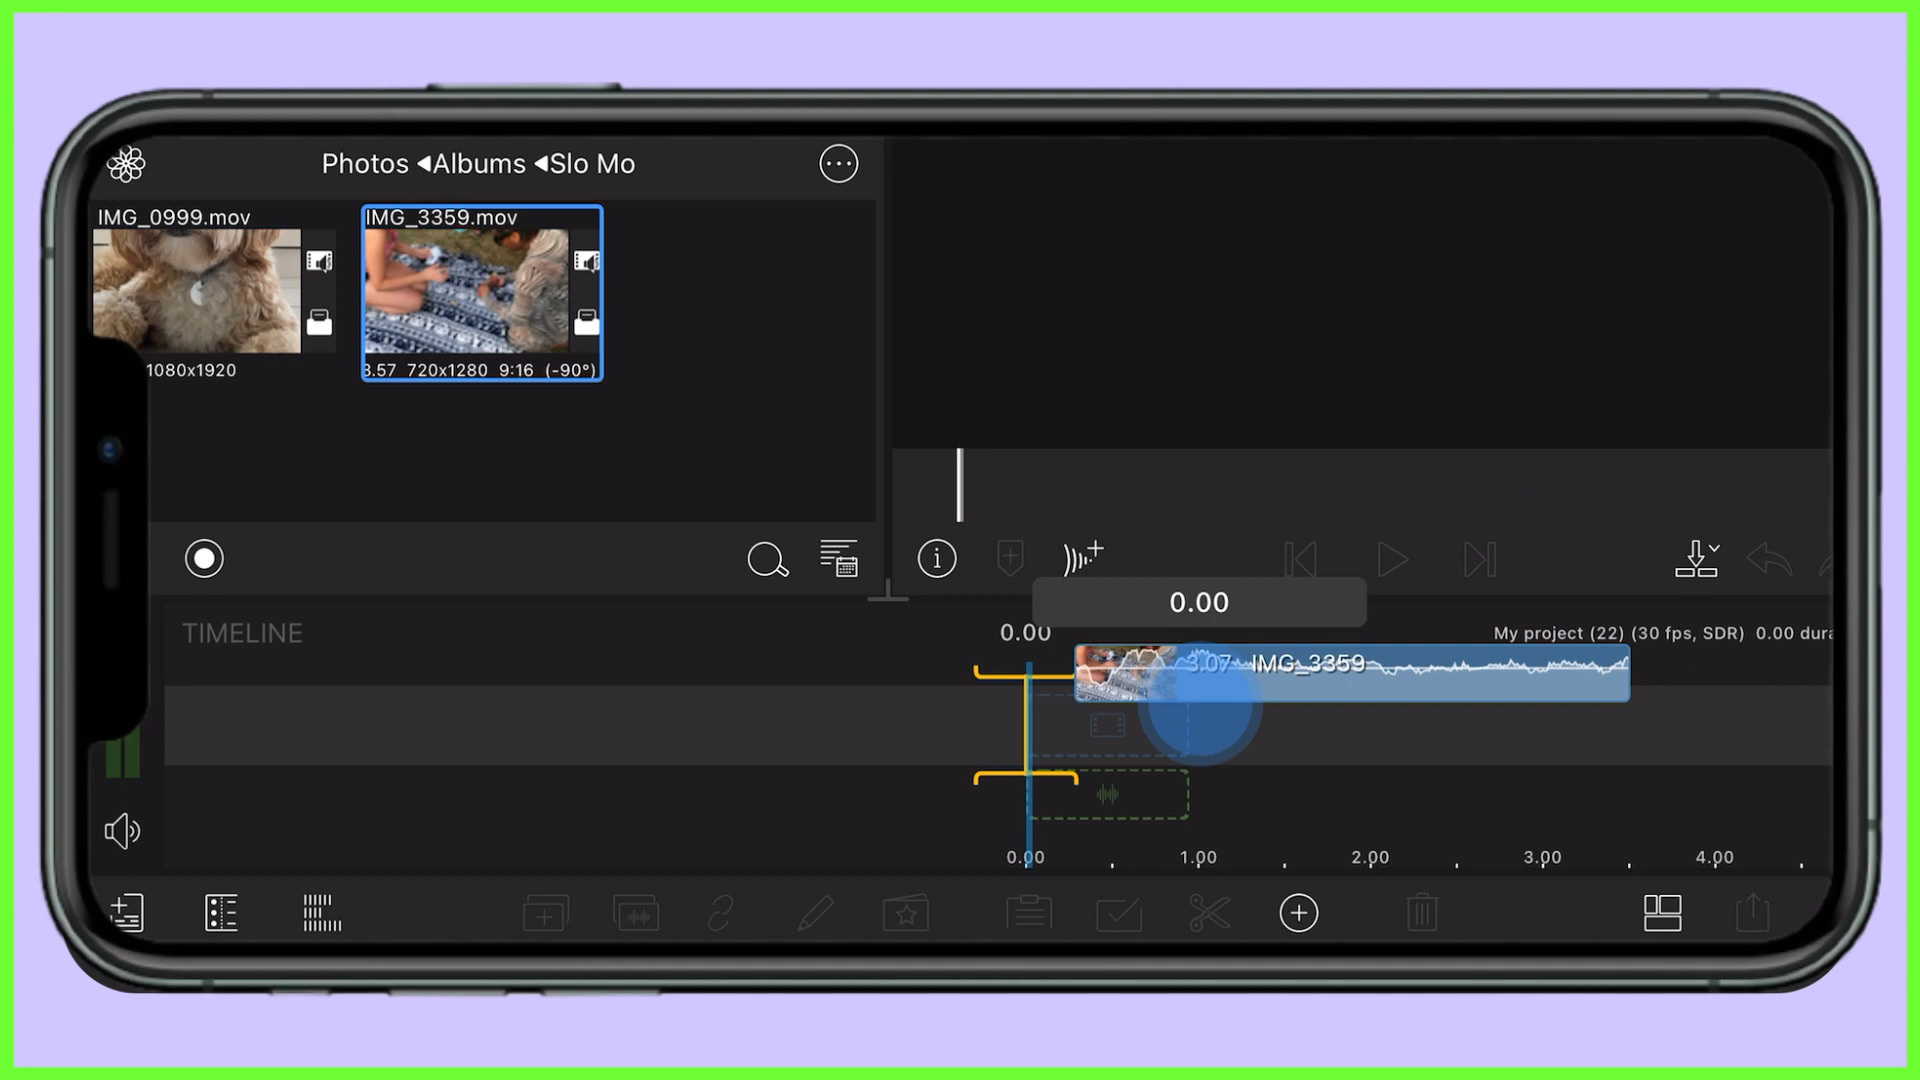 Photos ◀Albums ◀Slo Mo
IMG_0999.mov
IMG_3359.mov
1080x1920
3.57 720x1280 9:16 (-90°)
0.00
TIMELINE
0.00
My project (22) (30 fps, SDR) 0.00 dura
3.07 IMG_3359
0.00 1.00 2.00 3.00 4.00